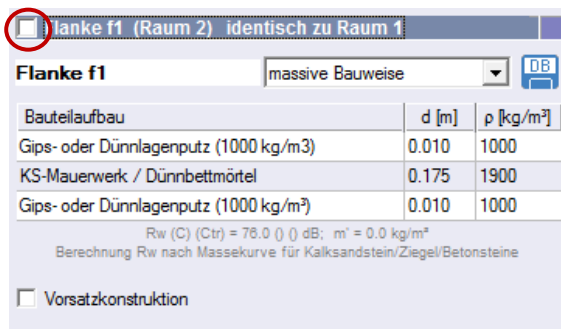 flanke f1 (Raum 2) identisch zu Raum 1
Flanke f1 massive Bauweise DB
Bauteilaufbau d [m] ρ [kg/m³]
Gips- oder Dünnlagenputz (1000 kg/m3) 0.010 1000
KS-Mauerwerk / Dünnbettmörtel 0.175 1900
Gips- oder Dünnlagenputz (1000 kg/m³) 0.010 1000
Rw (C) (Ctr) = 76.0 () () dB; m' = 0.0 kg/m²
Berechnung Rw nach Massekurve für Kalksandstein/Ziegel/Betonsteine
Vorsatzkonstruktion